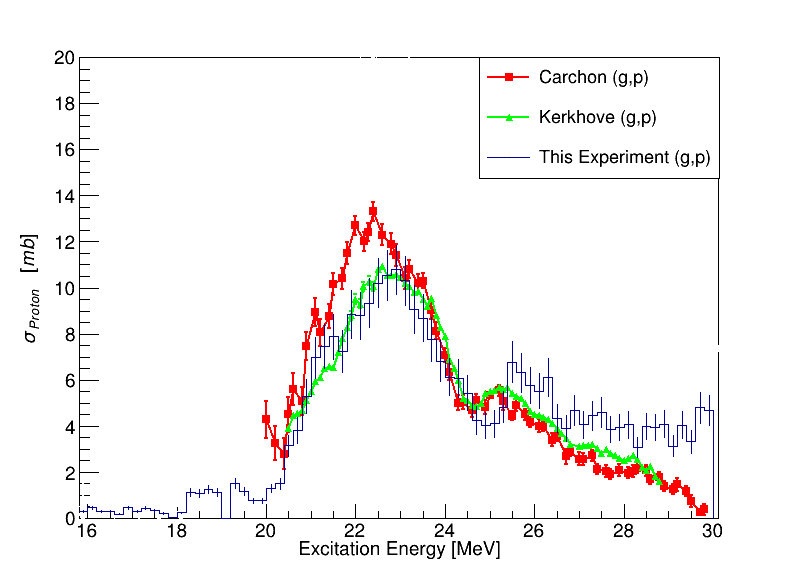 20
18
16
14
12
10
8
6
4
2
0
σProton [mb]
Carchon (g,p)
Kerkhove (g,p)
This Experiment (g,p)
16 18 20 22 24 26 28 30
Excitation Energy [MeV]